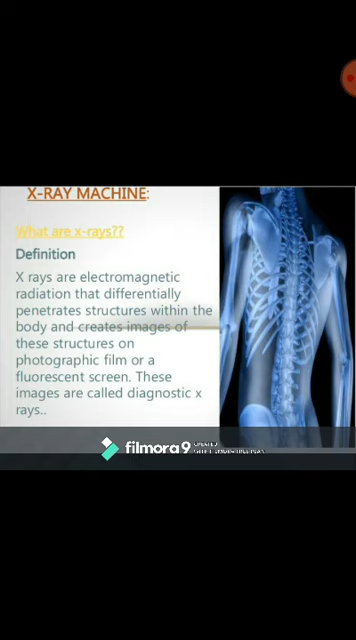 X-RAY MACHINE:
What are x-rays??
Definition
X rays are electromagnetic
radiation that differentially
penetrates structures within the
body and creates images of
these structures on
photographic film or a
fluorescent screen. These
images are called diagnostic x
rays..
filmora9